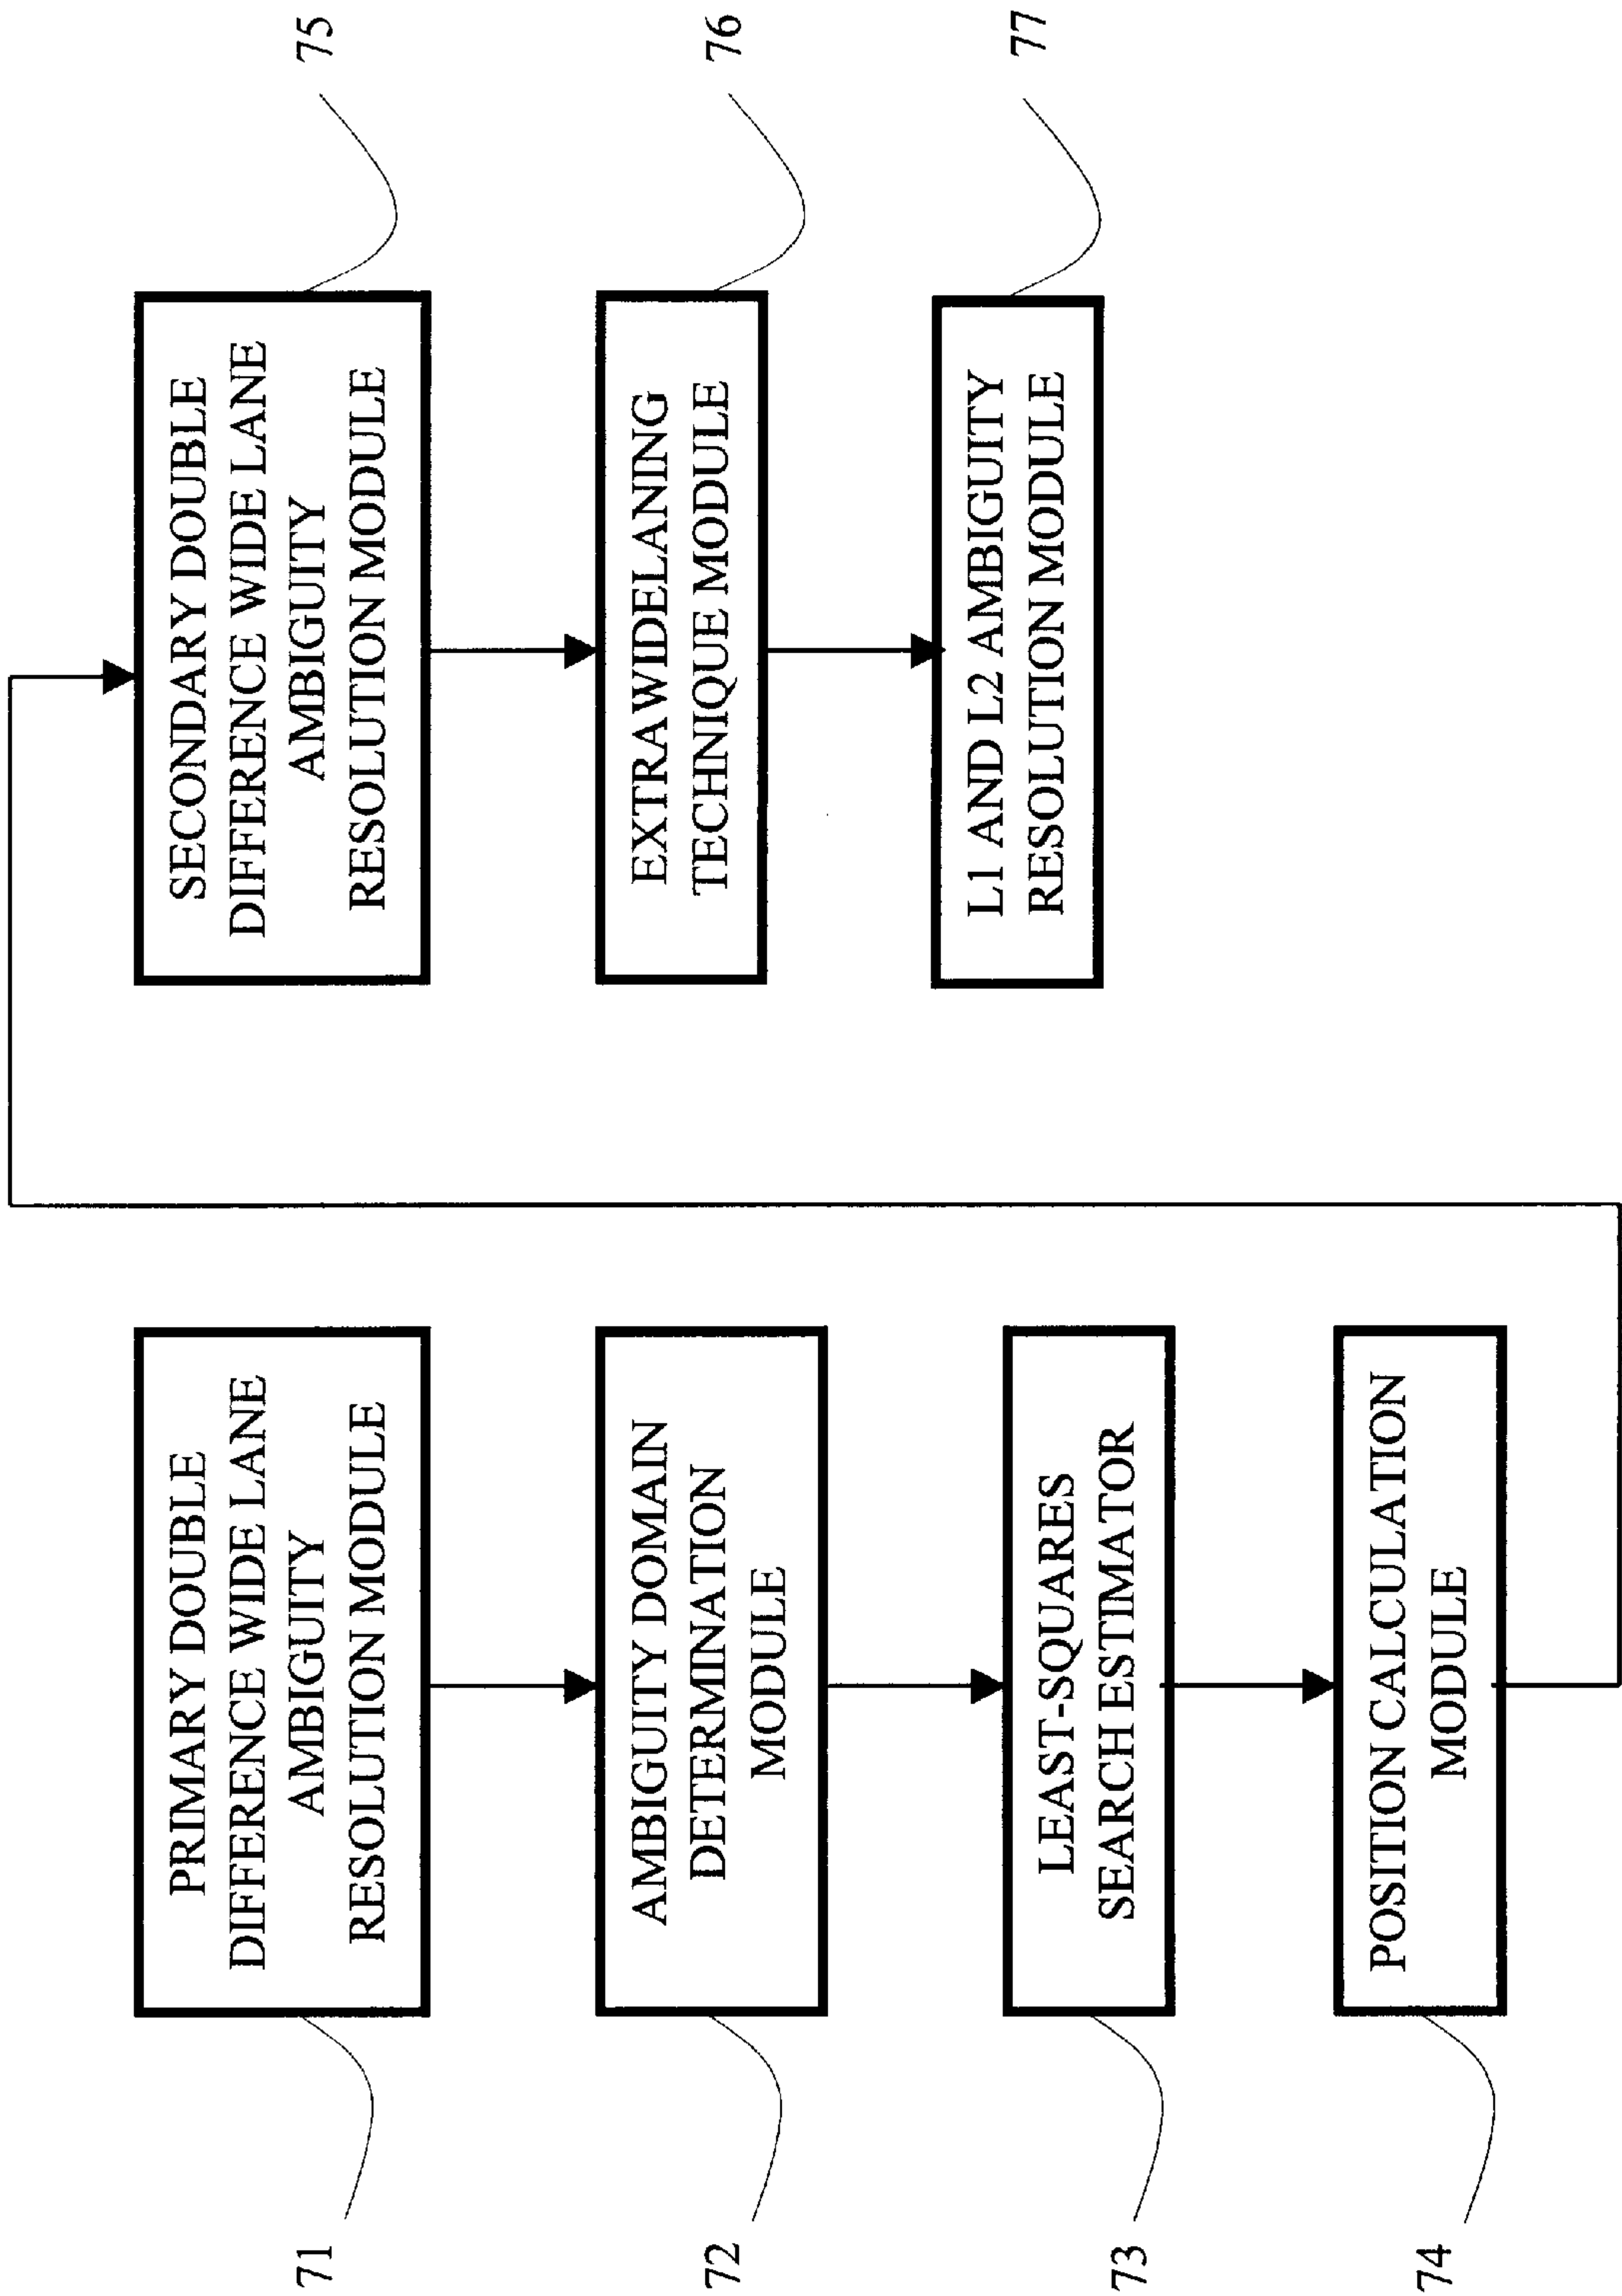 71
PRIMARY DOUBLE
DIFFERENCE WIDE LANE
AMBIGUITY
RESOLUTION MODULE
72
AMBIGUITY DOMAIN
DETERMINATION
MODULE
73
LEAST-SQUARES
SEARCH ESTIMATOR
74
POSITION CALCULATION
MODULE
75
SECONDARY DOUBLE
DIFFERENCE WIDE LANE
AMBIGUITY
RESOLUTION MODULE
76
EXTRAWIDELANING
TECHNIQUE MODULE
77
L1 AND L2 AMBIGUITY
RESOLUTION MODULE